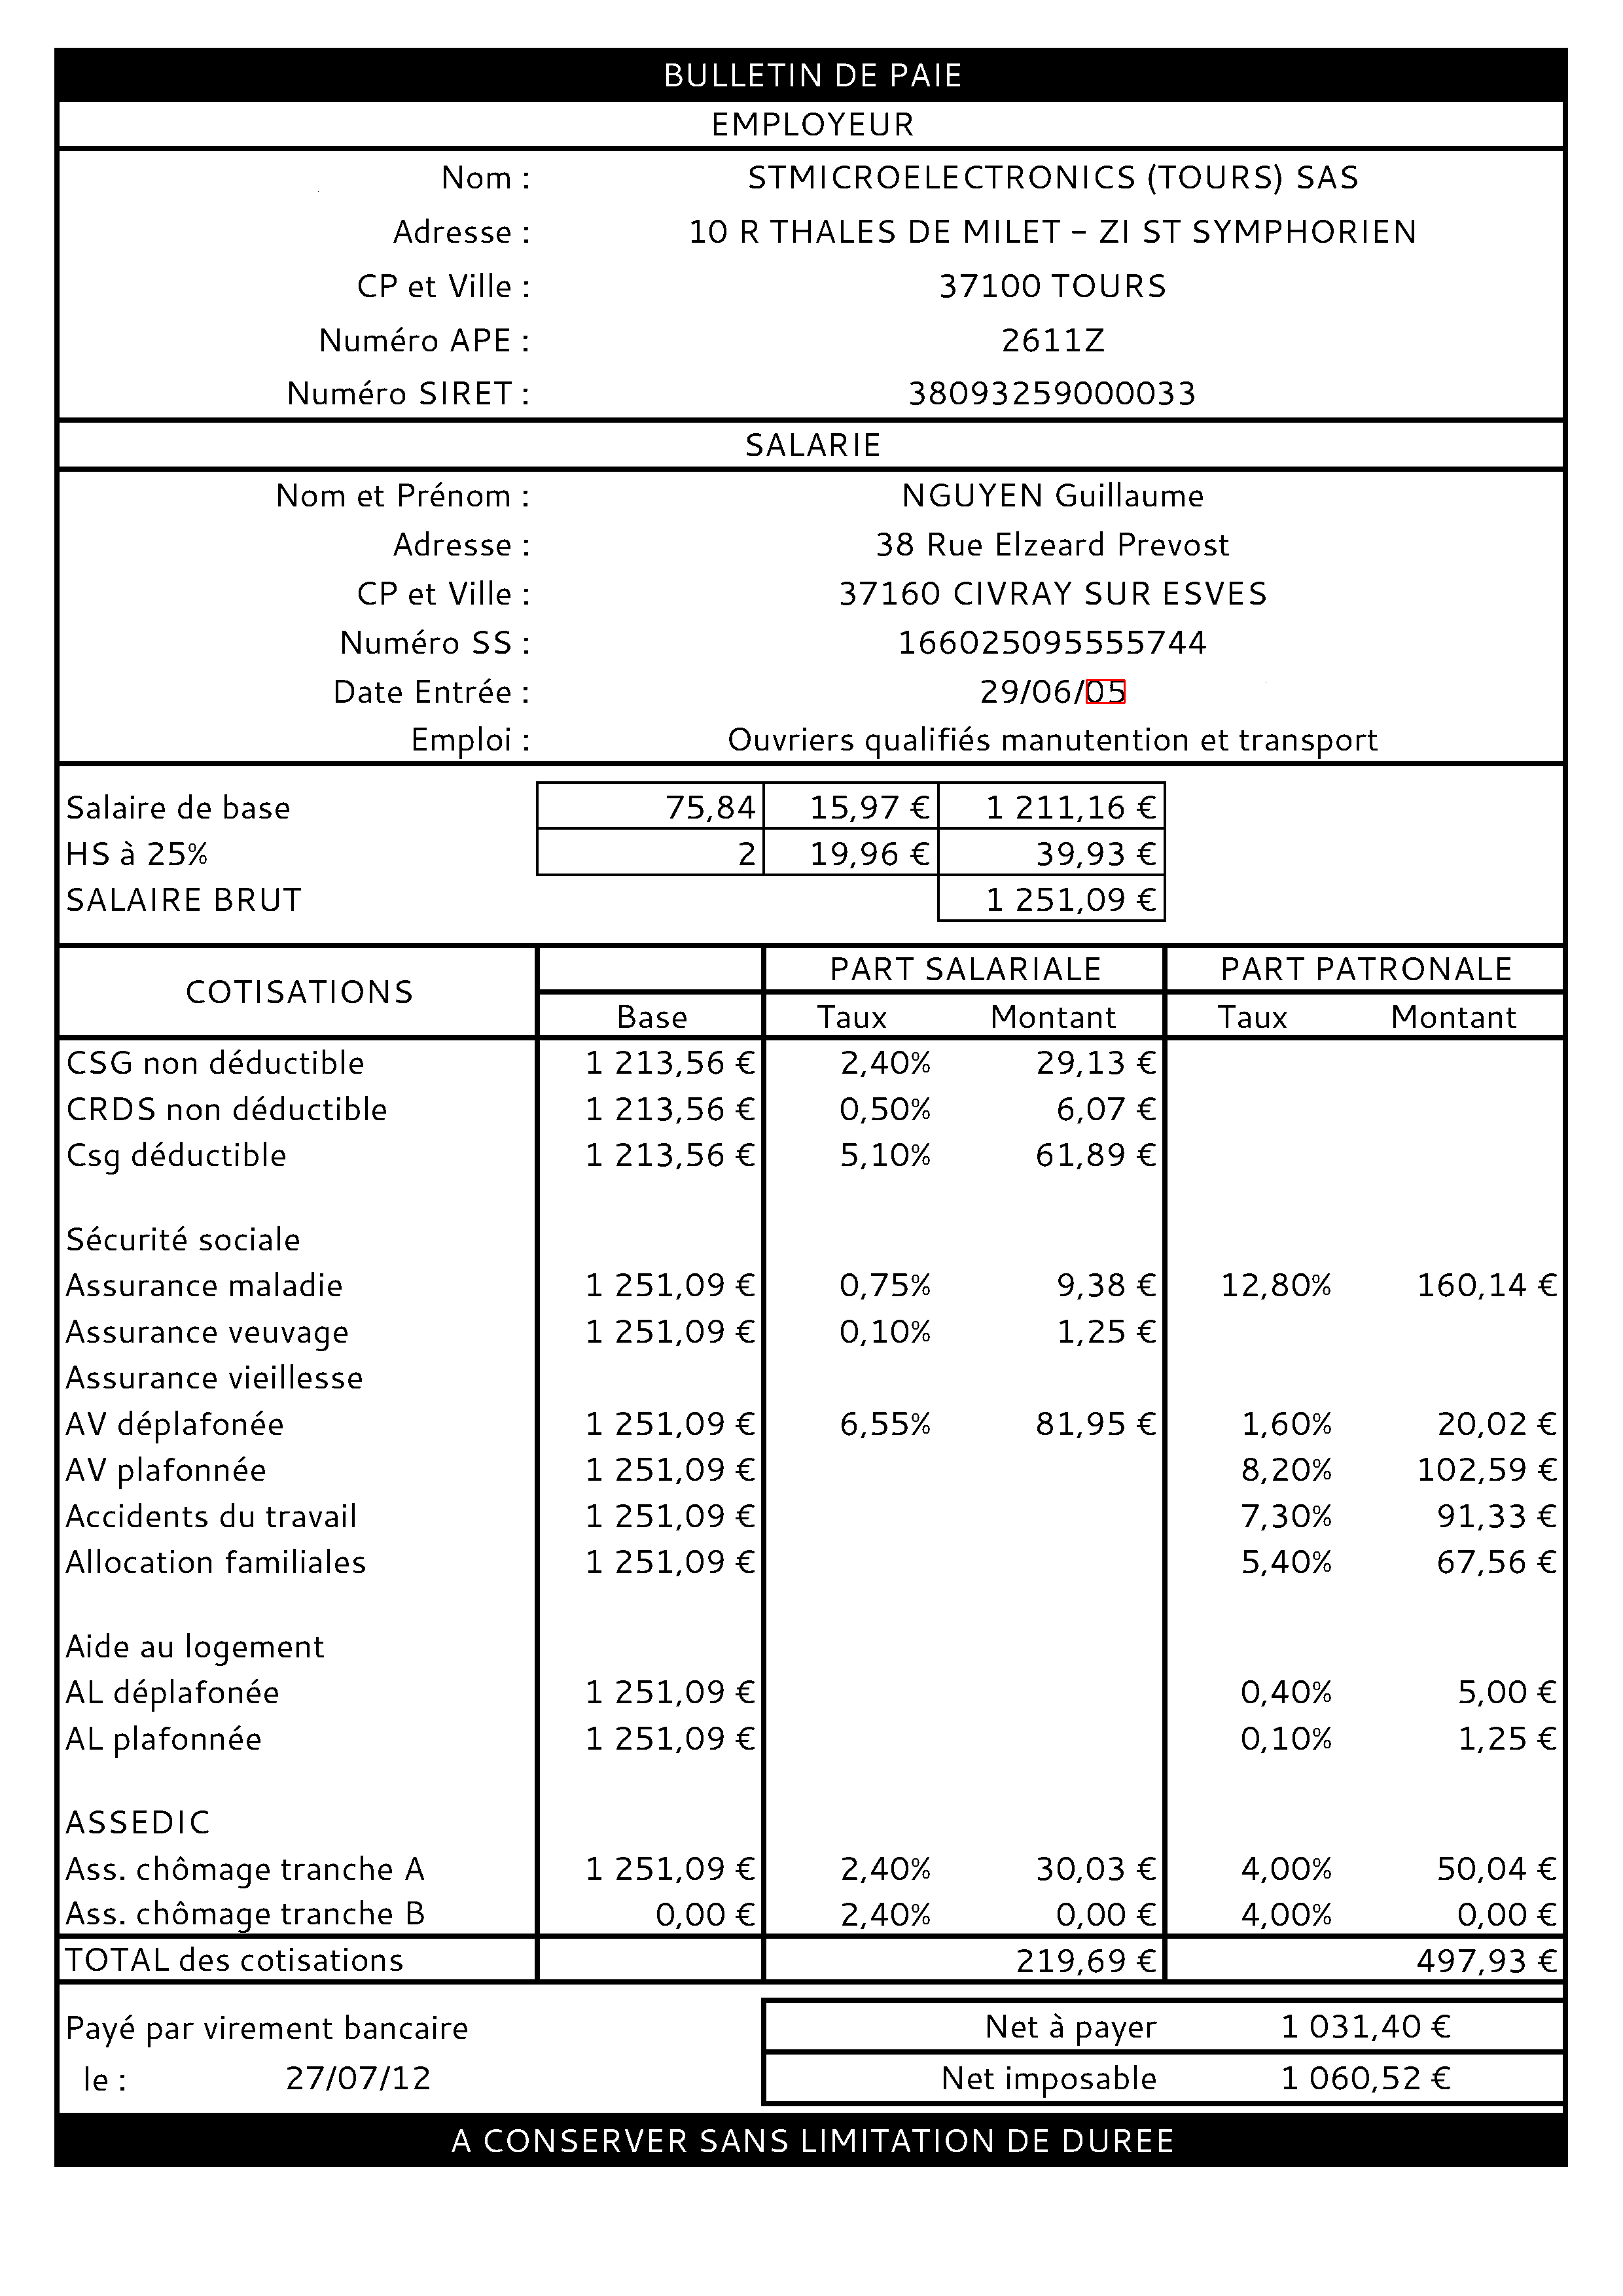 BULLETIN DE PAIE
EMPLOYEUR
Nom : STMICROELECTRONICS (TOURS) SAS
Adresse : 10 R THALES DE MILET - ZI ST SYMPHORIEN
CP et Ville : 37100 TOURS
Numéro APE : 2611Z
Numéro SIRET : 38093259000033
SALARIE
Nom et Prénom : NGUYEN Guillaume
Adresse : 38 Rue Elzeard Prevost
CP et Ville : 37160 CIVRAY SUR ESVES
Numéro SS : 166025095555744
Date Entrée : 29/06/05
Emploi : Ouvriers qualifiés manutention et transport
Salaire de base 75,84 15,97 € 1 211,16 €
HS à 25% 2 19,96 € 39,93 €
SALAIRE BRUT 1 251,09 €
COTISATIONS PART SALARIALE PART PATRONALE
Base Taux Montant Taux Montant
CSG non déductible 1 213,56 € 2,40% 29,13 €
CRDS non déductible 1 213,56 € 0,50% 6,07 €
Csg déductible 1 213,56 € 5,10% 61,89 €
Sécurité sociale
Assurance maladie 1 251,09 € 0,75% 9,38 € 12,80% 160,14 €
Assurance veuvage 1 251,09 € 0,10% 1,25 €
Assurance vieillesse
AV déplafonée 1 251,09 € 6,55% 81,95 € 1,60% 20,02 €
AV plafonnée 1 251,09 € 8,20% 102,59 €
Accidents du travail 1 251,09 € 7,30% 91,33 €
Allocation familiales 1 251,09 € 5,40% 67,56 €
Aide au logement
AL déplafonée 1 251,09 € 0,40% 5,00 €
AL plafonnée 1 251,09 € 0,10% 1,25 €
ASSEDIC
Ass. chômage tranche A 1 251,09 € 2,40% 30,03 € 4,00% 50,04 €
Ass. chômage tranche B 0,00 € 2,40% 0,00 € 4,00% 0,00 €
TOTAL des cotisations 219,69 € 497,93 €
Payé par virement bancaire Net à payer 1 031,40 €
le : 27/07/12 Net imposable 1 060,52 €
A CONSERVER SANS LIMITATION DE DUREE